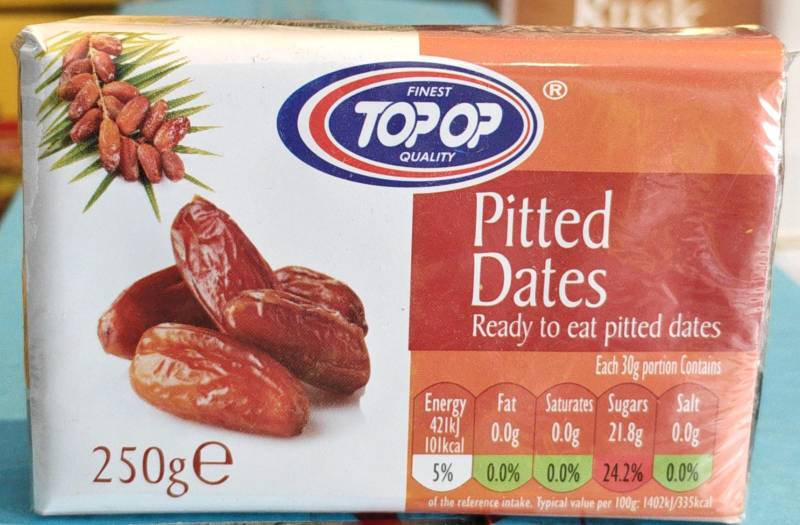 Rusk
FINEST
TOP OP
QUALITY
®
Pitted
Dates
Ready to eat pitted dates
Each 30g portion Contains
Energy Fat Saturates Sugars Salt
421kJ 0.0g 0.0g 21.8g 0.0g
101kcal
5% 0.0% 0.0% 24.2% 0.0%
of the reference intake. Typical value per 100g: 1402kJ/335kcal
250g℮